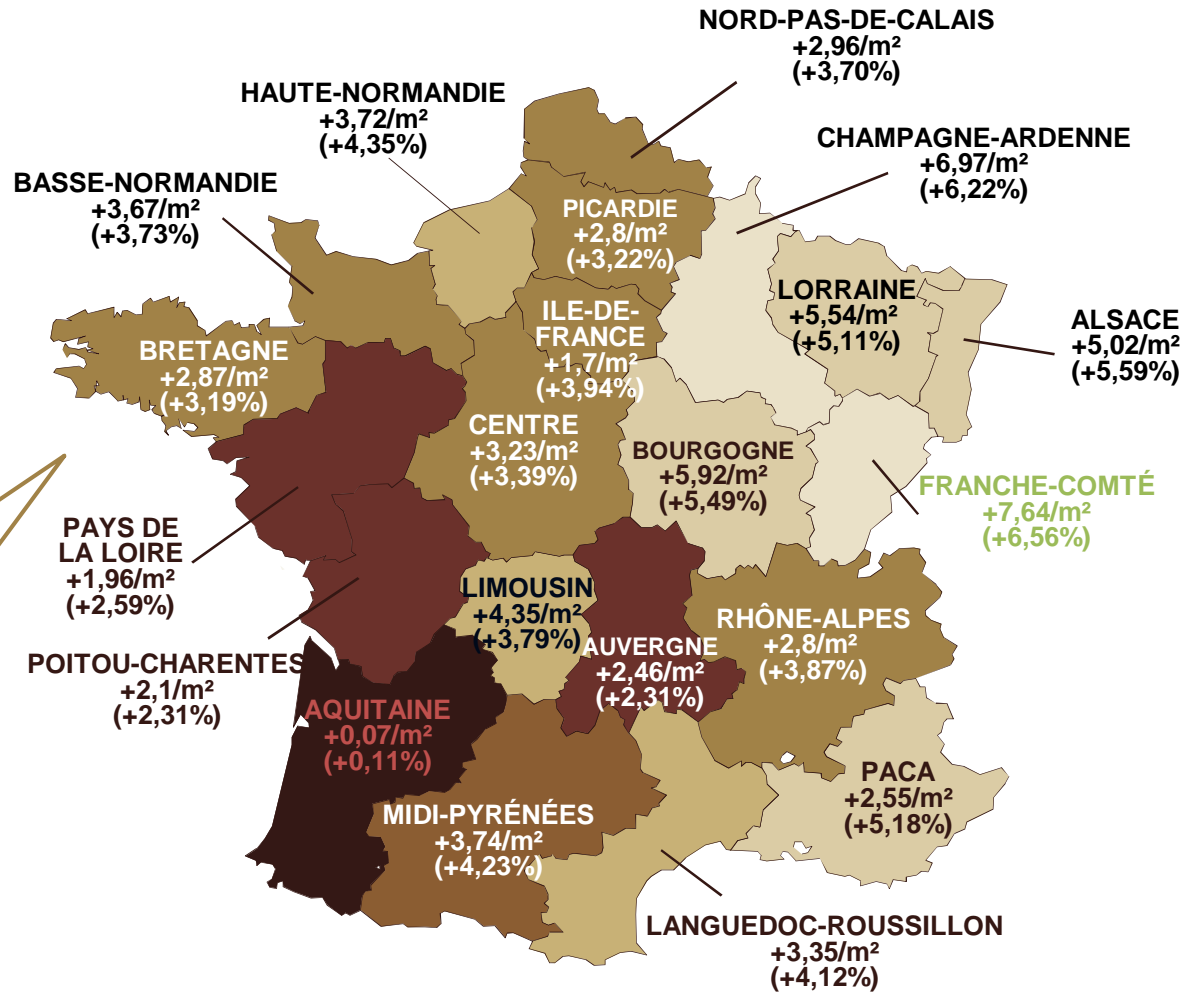 NORD-PAS-DE-CALAIS
+2,96/m²
(+3,70%)
HAUTE-NORMANDIE
+3,72/m²
(+4,35%)
CHAMPAGNE-ARDENNE
+6,97/m²
(+6,22%)
BASSE-NORMANDIE
+3,67/m²
(+3,73%)
PICARDIE
+2,8/m²
(+3,22%)
LORRAINE
+5,54/m²
(+5,11%)
ILE-DE-
FRANCE
+1,7/m²
(+3,94%)
ALSACE
+5,02/m²
(+5,59%)
BRETAGNE
+2,87/m²
(+3,19%)
CENTRE
+3,23/m²
(+3,39%)
BOURGOGNE
+5,92/m²
(+5,49%)
FRANCHE-COMTÉ
+7,64/m²
(+6,56%)
PAYS DE
LA LOIRE
+1,96/m²
(+2,59%)
LIMOUSIN
+4,35/m²
(+3,79%)
RHÔNE-ALPES
+2,8/m²
(+3,87%)
AUVERGNE
+2,46/m²
(+2,31%)
POITOU-CHARENTES
+2,1/m²
(+2,31%)
AQUITAINE
+0,07/m²
(+0,11%)
PACA
+2,55/m²
(+5,18%)
MIDI-PYRÉNÉES
+3,74/m²
(+4,23%)
LANGUEDOC-ROUSSILLON
+3,35/m²
(+4,12%)